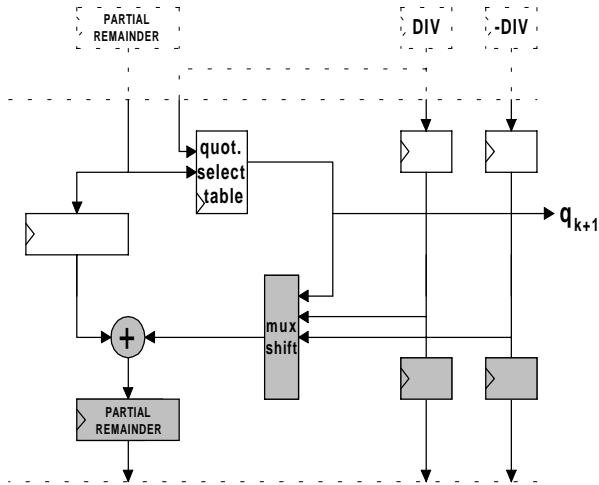 PARTIAL
REMAINDER
DIV
-DIV
quot.
select
table
q k+1
mux
shift
+
PARTIAL
REMAINDER